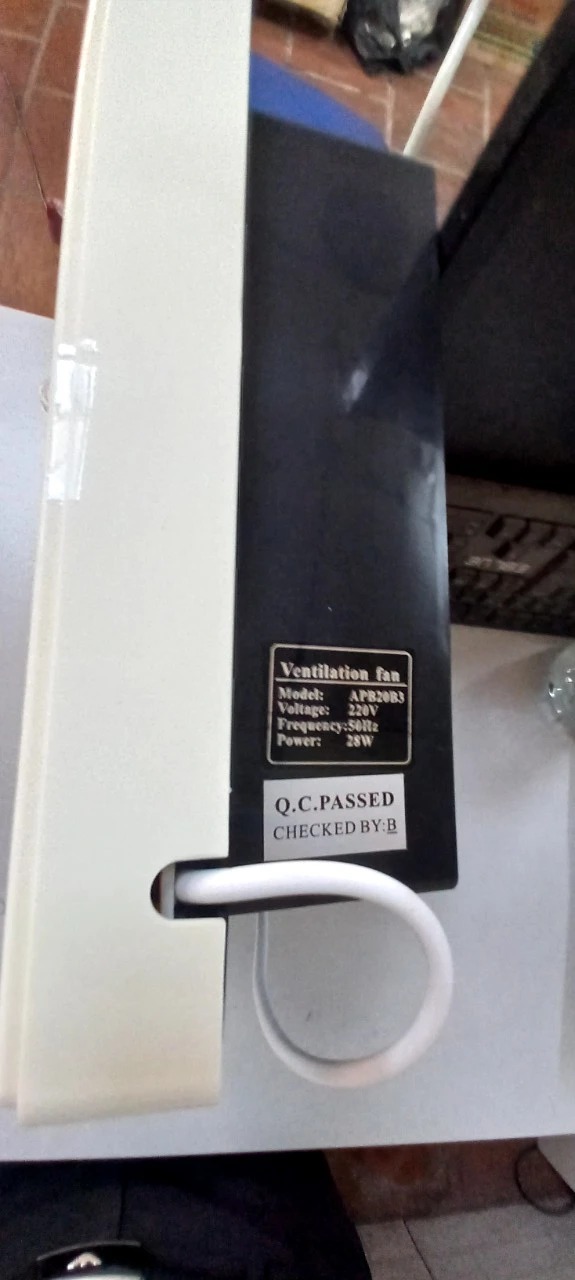 Ventilation fan
Model: APB20B3
Voltage: 220V
Frequency:50Hz
Power: 28W
Q.C.PASSED
CHECKED BY:B